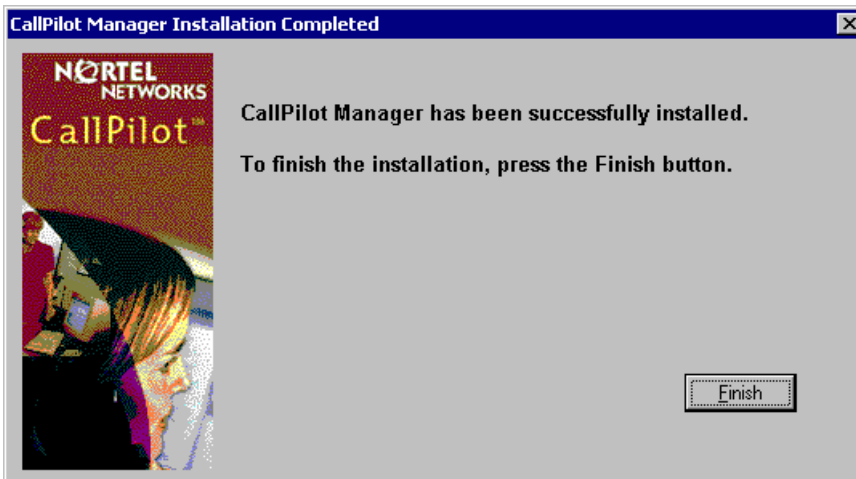 CallPilot Manager Installation Completed
NORTEL
NETWORKS
CallPilot™
CallPilot Manager has been successfully installed.
To finish the installation, press the Finish button.
Finish